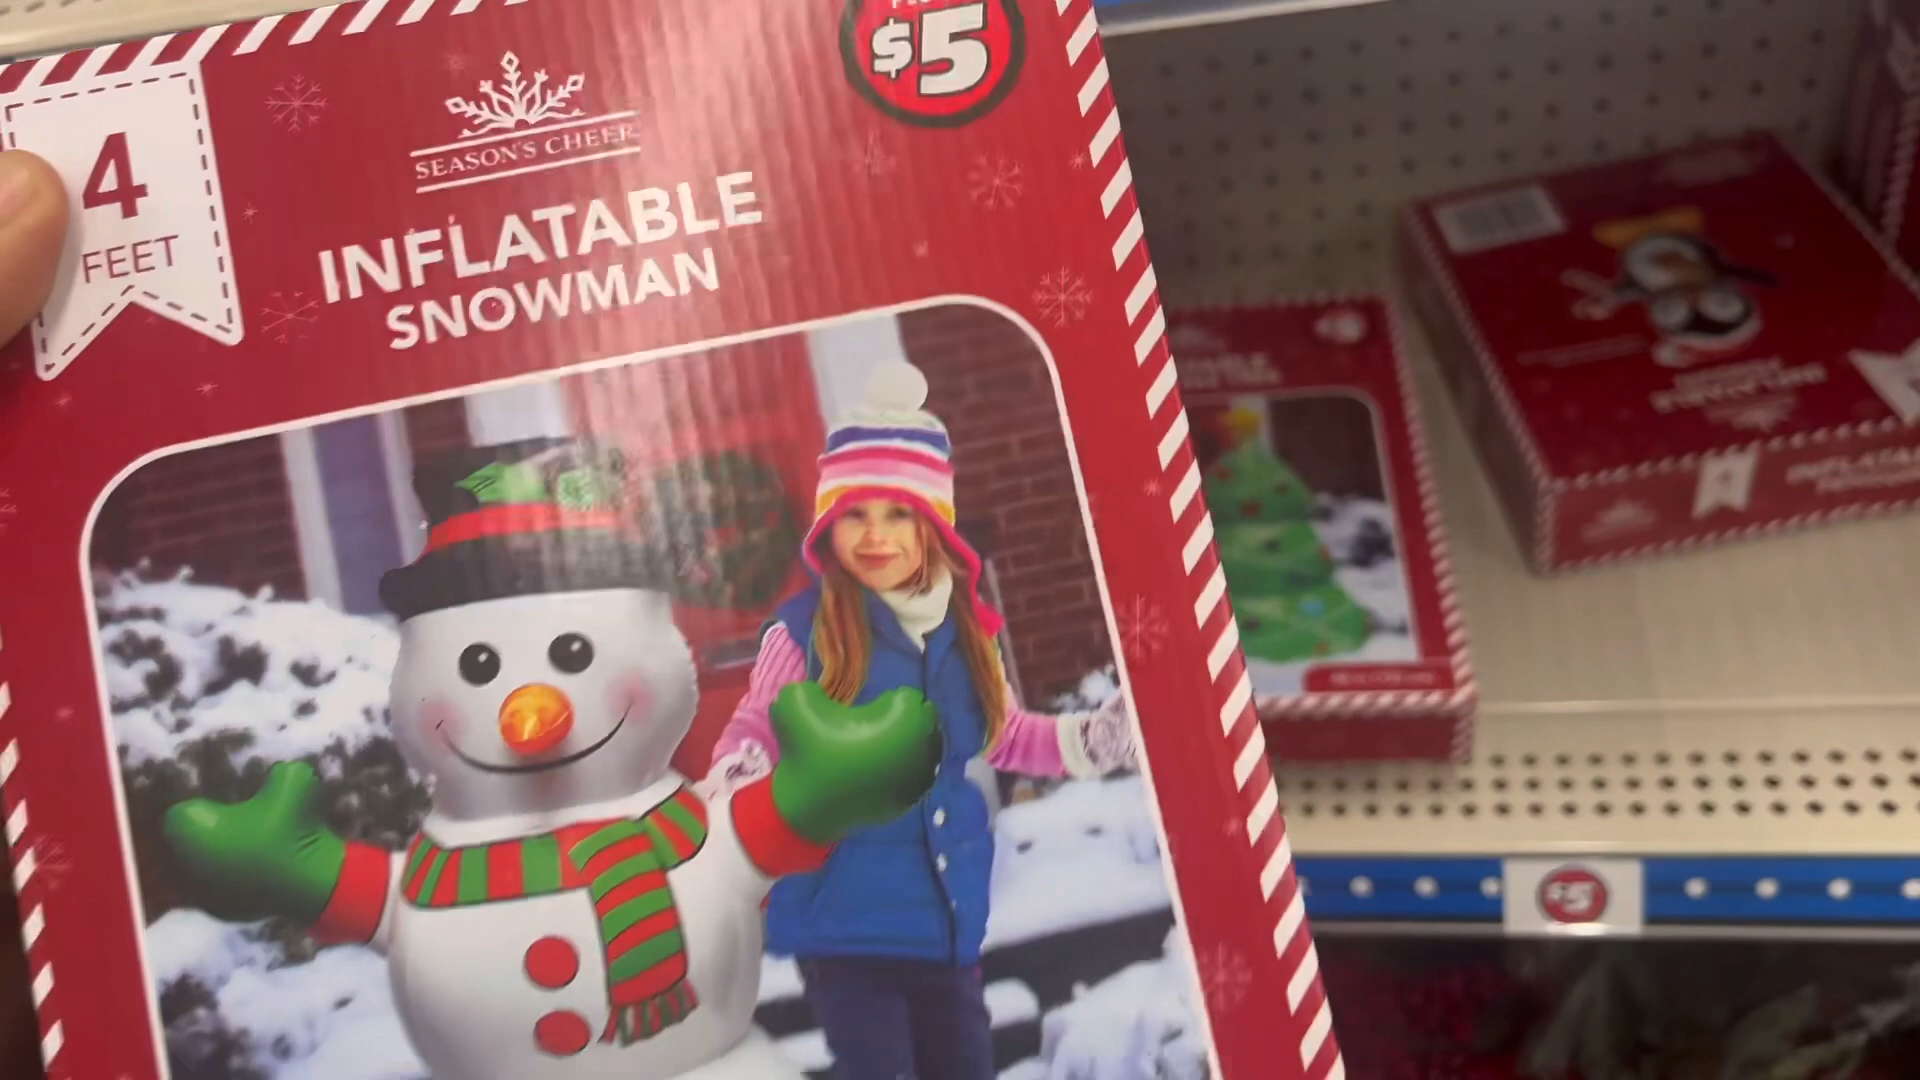 $5
4
FEET
SEASON'S CHEER
INFLATABLE
SNOWMAN
$5